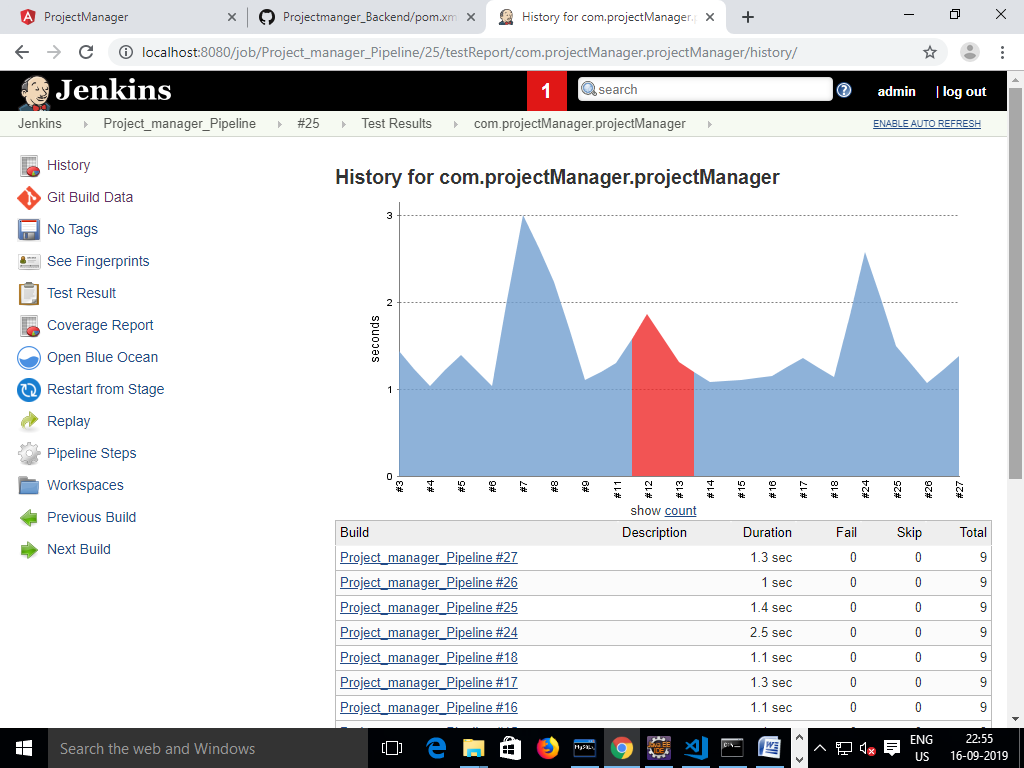 ProjectManager
Projectmanger_Backend/pom.xm
History for com.projectManager.
localhost:8080/job/Project_manager_Pipeline/25/testReport/com.projectManager.projectManager/history/
Jenkins
1
search
?
admin
| log out
Jenkins
Project_manager_Pipeline
#25
Test Results
com.projectManager.projectManager
ENABLE AUTO REFRESH
History
Git Build Data
No Tags
See Fingerprints
Test Result
Coverage Report
Open Blue Ocean
Restart from Stage
Replay
Pipeline Steps
Workspaces
Previous Build
Next Build
History for com.projectManager.projectManager
3
2
1
0
seconds
#3 #4 #5 #6 #7 #8 #9 #11 #12 #13 #14 #15 #16 #17 #18 #24 #25 #26 #27
show count
Build Description Duration Fail Skip Total
Project_manager_Pipeline #27 1.3 sec 0 0 9
Project_manager_Pipeline #26 1 sec 0 0 9
Project_manager_Pipeline #25 1.4 sec 0 0 9
Project_manager_Pipeline #24 2.5 sec 0 0 9
Project_manager_Pipeline #18 1.1 sec 0 0 9
Project_manager_Pipeline #17 1.3 sec 0 0 9
Project_manager_Pipeline #16 1.1 sec 0 0 9
Search the web and Windows
MySQL
ENG
US
22:55
16-09-2019